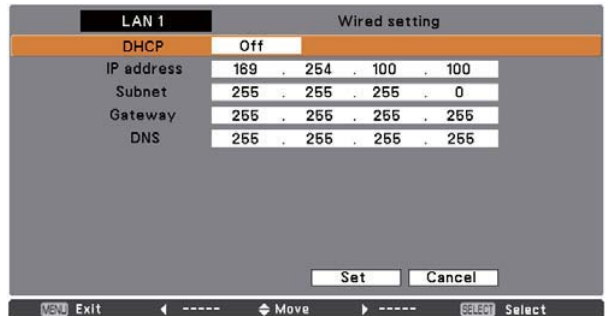 LAN 1 Wired setting
DHCP Off
IP address 169 . 254 . 100 . 100
Subnet 255 . 255 . 255 . 0
Gateway 255 . 255 . 255 . 255
DNS 255 . 255 . 255 . 255
Set Cancel
MENU Exit ◀ ----- Move ▶ ----- SELECT Select